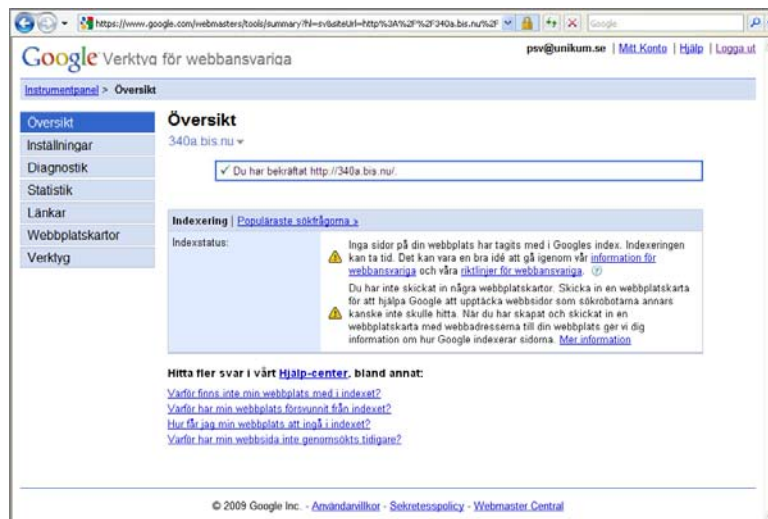 https://www.google.com/webmasters/tools/summary?hl=sv&siteUrl=http%3A%2F%2F340a.bis.nu%2F
Google
Google Verktyg för webbansvariga
psv@unikum.se | Mitt Konto | Hjälp | Logga ut
Instrumentpanel > Översikt
Översikt
Inställningar
Diagnostik
Statistik
Länkar
Webbplatskartor
Verktyg
Översikt
340a.bis.nu
Du har bekräftat http://340a.bis.nu/.
Indexering | Populäraste sökfrågorna »
Indexstatus:
Inga sidor på din webbplats har tagits med i Googles index. Indexeringen
kan ta tid. Det kan vara en bra idé att gå igenom vår information för
webbansvariga och våra riktlinjer för webbansvariga. ?
Du har inte skickat in några webbplatskartor. Skicka in en webbplatskarta
för att hjälpa Google att upptäcka webbsidor som sökrobotarna annars
kanske inte skulle hitta. När du har skapat och skickat in en
webbplatskarta med webbadresserna till din webbplats ger vi dig
information om hur Google indexerar sidorna. Mer information
Hitta fler svar i vårt Hjälp-center, bland annat:
Varför finns inte min webbplats med i indexet?
Varför har min webbplats försvunnit från indexet?
Hur får jag min webbplats att ingå i indexet?
Varför har min webbsida inte genomsökts tidigare?
© 2009 Google Inc. - Användarvillkor - Sekretesspolicy - Webmaster Central